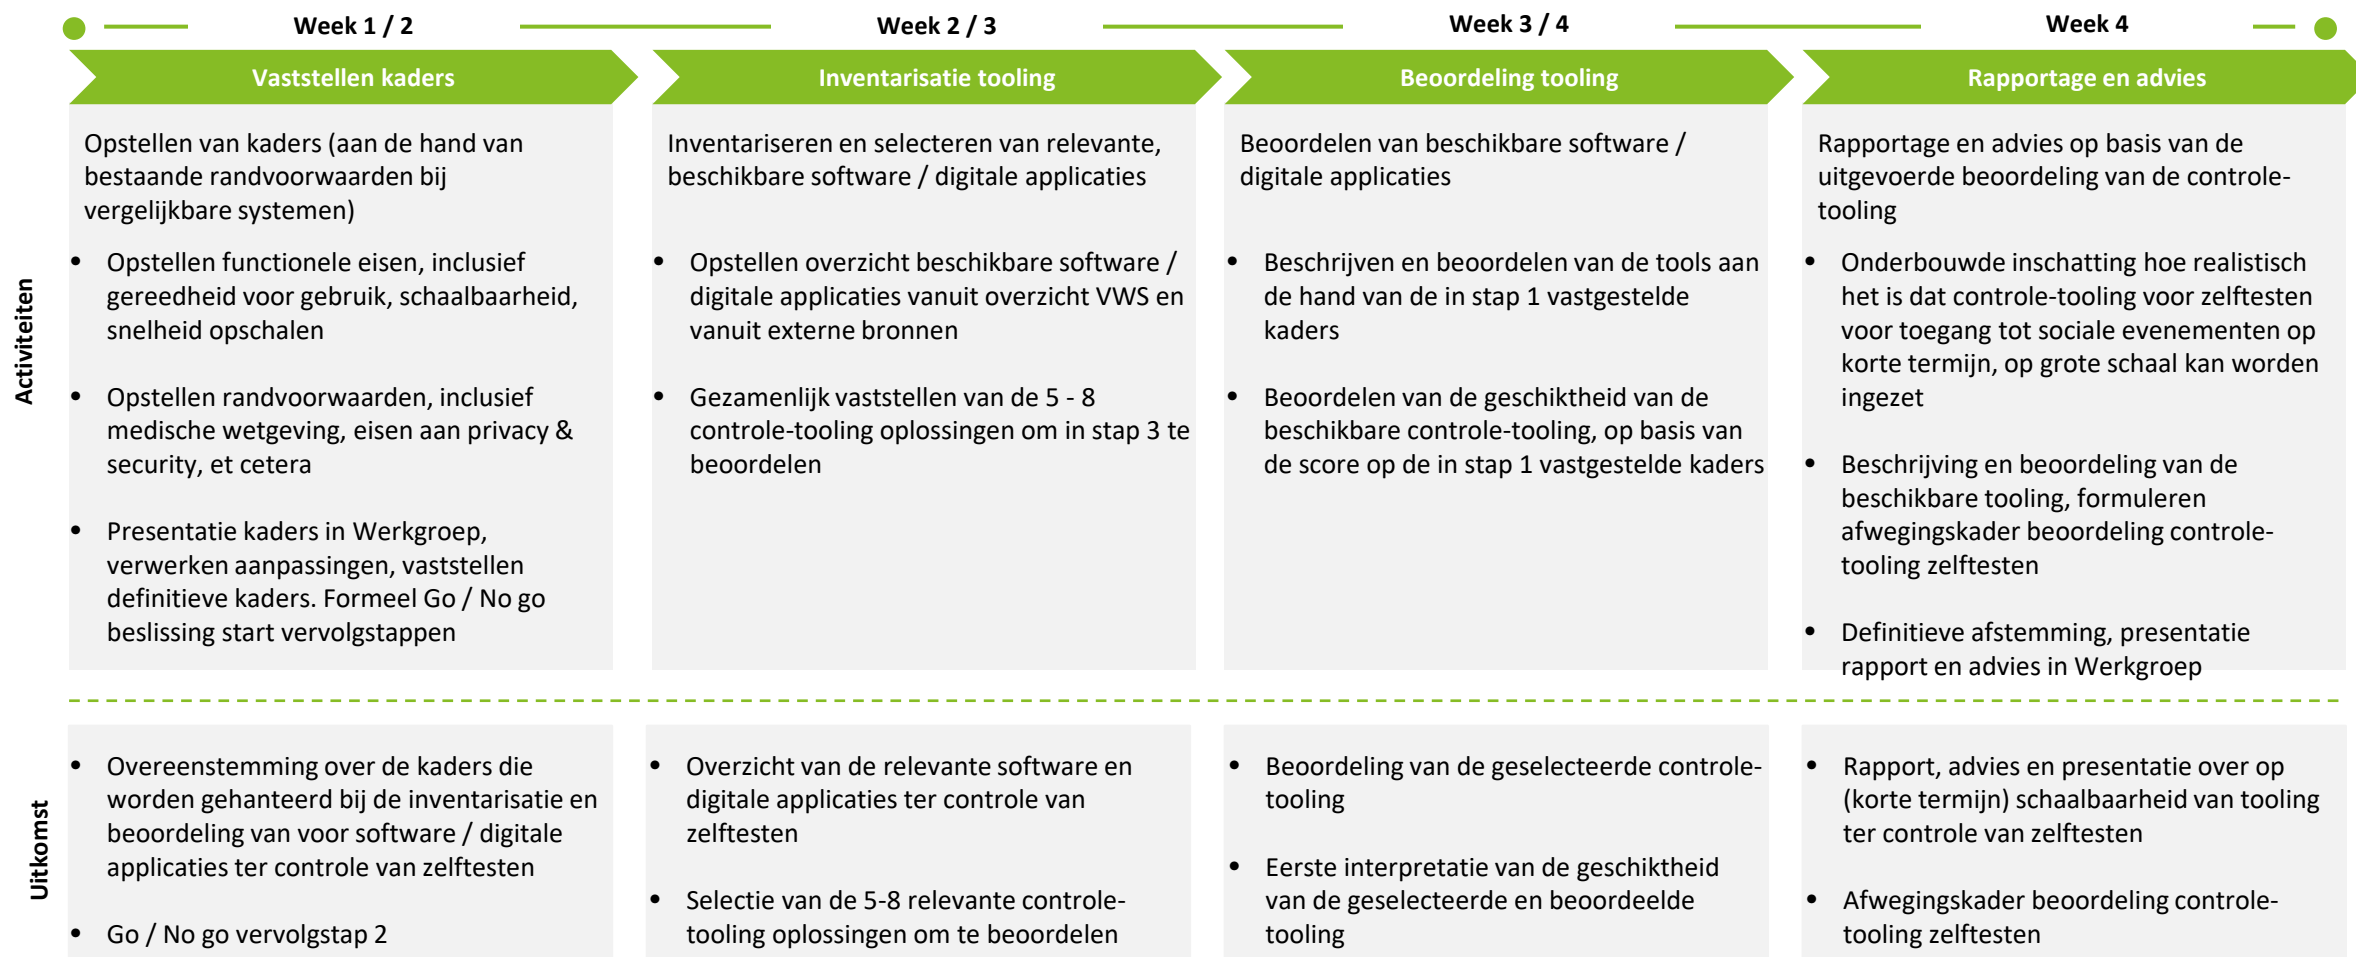 Week 1 / 2
Week 2 / 3
Week 3 / 4
Week 4
Vaststellen kaders
Inventarisatie tooling
Beoordeling tooling
Rapportage en advies
Activiteiten
Opstellen van kaders (aan de hand van
bestaande randvoorwaarden bij
vergelijkbare systemen)
• Opstellen functionele eisen, inclusief
gereedheid voor gebruik, schaalbaarheid,
snelheid opschalen
• Opstellen randvoorwaarden, inclusief
medische wetgeving, eisen aan privacy &
security, et cetera
• Presentatie kaders in Werkgroep,
verwerken aanpassingen, vaststellen
definitieve kaders. Formeel Go / No go
beslissing start vervolgstappen
Inventariseren en selecteren van relevante,
beschikbare software / digitale applicaties
• Opstellen overzicht beschikbare software /
digitale applicaties vanuit overzicht VWS en
vanuit externe bronnen
• Gezamenlijk vaststellen van de 5 - 8
controle-tooling oplossingen om in stap 3 te
beoordelen
Beoordelen van beschikbare software /
digitale applicaties
• Beschrijven en beoordelen van de tools aan
de hand van de in stap 1 vastgestelde
kaders
• Beoordelen van de geschiktheid van de
beschikbare controle-tooling, op basis van
de score op de in stap 1 vastgestelde kaders
Rapportage en advies op basis van de
uitgevoerde beoordeling van de controle-
tooling
• Onderbouwde inschatting hoe realistisch
het is dat controle-tooling voor zelftesten
voor toegang tot sociale evenementen op
korte termijn, op grote schaal kan worden
ingezet
• Beschrijving en beoordeling van de
beschikbare tooling, formuleren
afwegingskader beoordeling controle-
tooling zelftesten
• Definitieve afstemming, presentatie
rapport en advies in Werkgroep
Uitkomst
• Overeenstemming over de kaders die
worden gehanteerd bij de inventarisatie en
beoordeling van voor software / digitale
applicaties ter controle van zelftesten
• Go / No go vervolgstap 2
• Overzicht van de relevante software en
digitale applicaties ter controle van
zelftesten
• Selectie van de 5-8 relevante controle-
tooling oplossingen om te beoordelen
• Beoordeling van de geselecteerde controle-
tooling
• Eerste interpretatie van de geschiktheid
van de geselecteerde en beoordeelde
tooling
• Rapport, advies en presentatie over op
(korte termijn) schaalbaarheid van tooling
ter controle van zelftesten
• Afwegingskader beoordeling controle-
tooling zelftesten